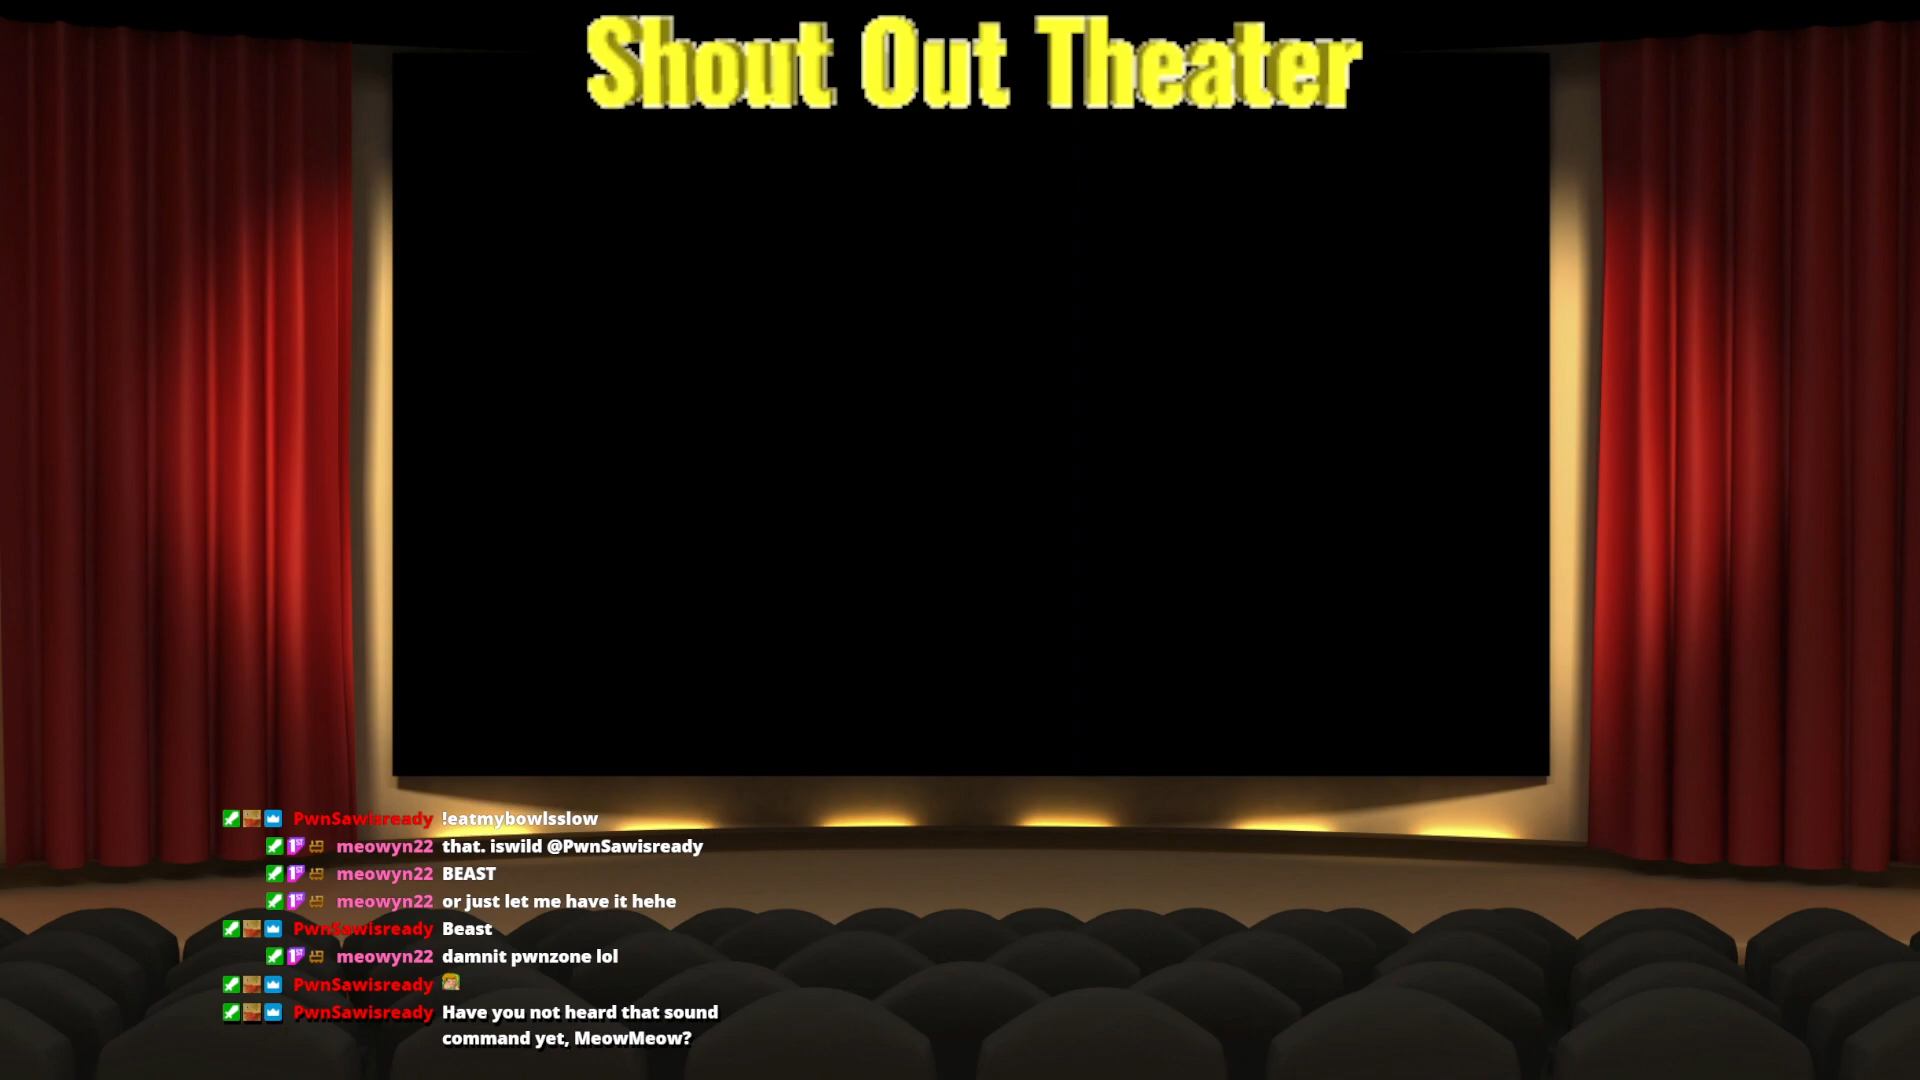 Shout Out Theater
PwnSawisready !eatmybowlsslow
meowyn22 that. iswild @PwnSawisready
meowyn22 BEAST
meowyn22 or just let me have it hehe
PwnSawisready Beast
meowyn22 damnit pwnzone lol
PwnSawisready
PwnSawisready Have you not heard that sound
command yet, MeowMeow?